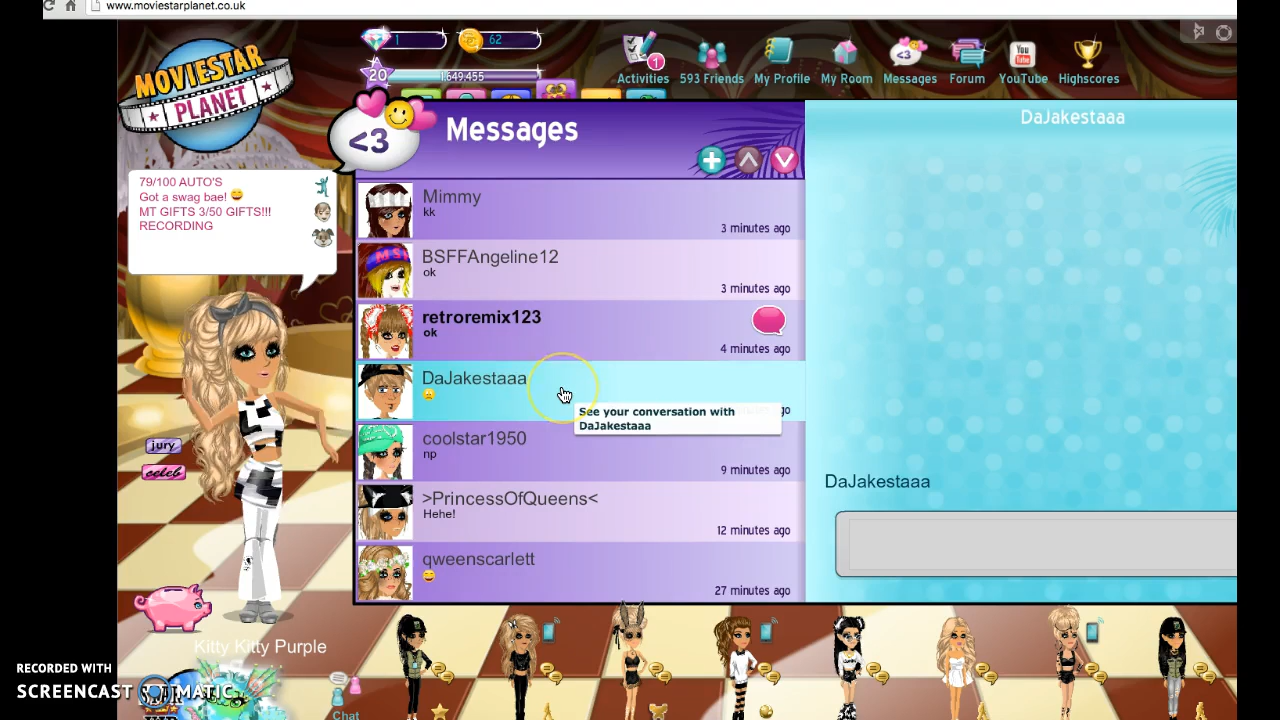 www.moviestarplanet.co.uk
MOVIESTAR
PLANET
1
62
20
1,649,455
1
Activities
593 Friends
My Profile
My Room
<3
Messages
Forum
You
Tube
YouTube
Highscores
<3
Messages
DaJakestaaa
79/100 AUTO'S
Got a swag bae!
MT GIFTS 3/50 GIFTS!!!
RECORDING
Mimmy
kk
3 minutes ago
BSFFAngeline12
ok
3 minutes ago
retroremix123
ok
4 minutes ago
DaJakestaaa
See your conversation with
DaJakestaaa
coolstar1950
np
9 minutes ago
>PrincessOfQueens<
Hehe!
12 minutes ago
qweenscarlett
27 minutes ago
jury
celeb
DaJakestaaa
Kitty Kitty Purple
Chat
RECORDED WITH
SCREENCAST MATIC